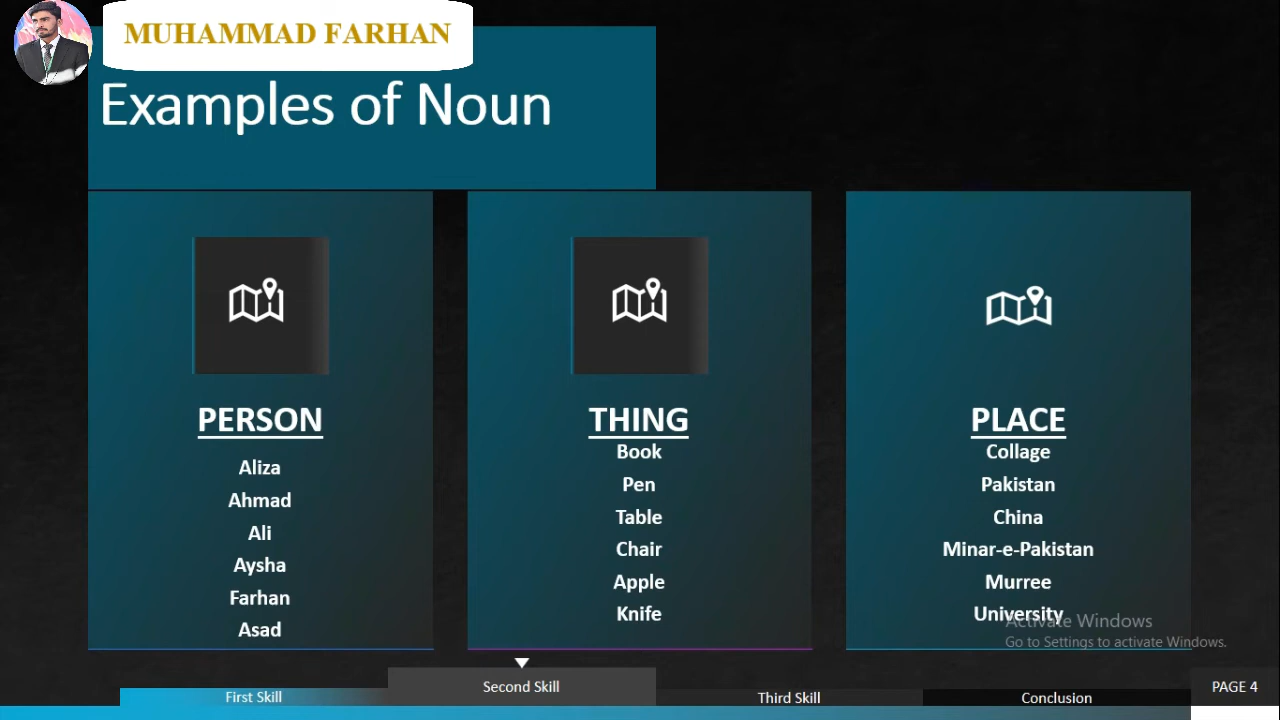 MUHAMMAD FARHAN
Examples of Noun
PERSON
Aliza
Ahmad
Ali
Aysha
Farhan
Asad
THING
Book
Pen
Table
Chair
Apple
Knife
PLACE
Collage
Pakistan
China
Minar-e-Pakistan
Murree
University
Activate Windows
Go to Settings to activate Windows.
First Skill
Second Skill
Third Skill
Conclusion
PAGE 4